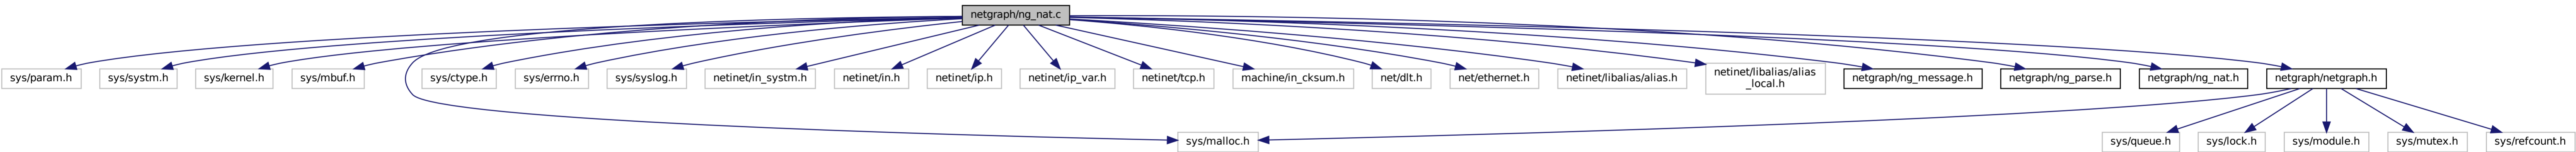 netgraph/ng_nat.c
sys/param.h
sys/systm.h
sys/kernel.h
sys/mbuf.h
sys/ctype.h
sys/errno.h
sys/syslog.h
netinet/in_systm.h
netinet/in.h
netinet/ip.h
netinet/ip_var.h
netinet/tcp.h
machine/in_cksum.h
net/dlt.h
net/ethernet.h
netinet/libalias/alias.h
netinet/libalias/alias
_local.h
netgraph/ng_message.h
netgraph/ng_parse.h
netgraph/ng_nat.h
netgraph/netgraph.h
sys/malloc.h
sys/queue.h
sys/lock.h
sys/module.h
sys/mutex.h
sys/refcount.h